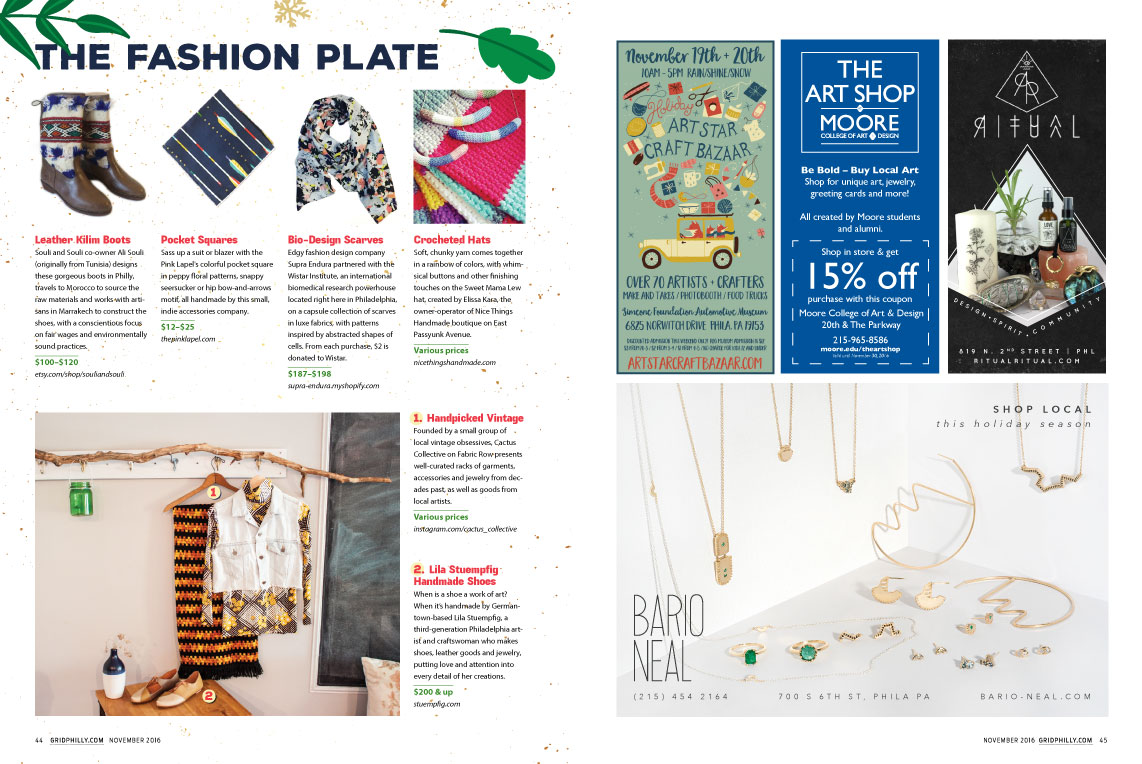 THE FASHION PLATE
Leather Kilim Boots
Souli and Souli co-owner Ali Souli
(originally from Tunisia) designs
these gorgeous boots in Philly,
travels to Morocco to source the
raw materials and works with arti-
sans in Marrakech to construct the
shoes, with a conscientious focus
on fair wages and environmentally
sound practices.
$100–$120
etsy.com/shop/souliandsouli
Pocket Squares
Sass up a suit or blazer with the
Pink Lapel's colorful pocket square
in peppy floral patterns, snappy
seersucker or hip bow-and-arrows
motif, all handmade by this small,
indie accessories company.
$12–$25
thepinklapel.com
Bio-Design Scarves
Edgy fashion design company
Supra Endura partnered with the
Wistar Institute, an international
biomedical research powerhouse
located right here in Philadelphia,
on a capsule collection of scarves
in luxe fabrics, with patterns
inspired by abstracted shapes of
cells. From each purchase, $2 is
donated to Wistar.
$187–$198
supra-endura.myshopify.com
Crocheted Hats
Soft, chunky yarn comes together
in a rainbow of colors, with whim-
sical buttons and other finishing
touches on the Sweet Mama Lew
hat, created by Elissa Kara, the
owner-operator of Nice Things
Handmade boutique on East
Passyunk Avenue.
Various prices
nicethingshandmade.com
1
2
1. Handpicked Vintage
Founded by a small group of
local vintage obsessives, Cactus
Collective on Fabric Row presents
well-curated racks of garments,
accessories and jewelry from dec-
ades past, as well as goods from
local artists.
Various prices
instagram.com/cactus_collective
2. Lila Stuempfig
Handmade Shoes
When is a shoe a work of art?
When it's handmade by German-
town-based Lila Stuempfig, a
third-generation Philadelphia art-
ist and craftswoman who makes
shoes, leather goods and jewelry,
putting love and attention into
every detail of her creations.
$200 & up
stuempfig.com
44 GRIDPHILLY.COM NOVEMBER 2016
November 19th + 20th
10AM - 5PM RAIN/SHINE/SNOW
Holiday
ART STAR
CRAFT BAZAAR
OVER 70 ARTISTS + CRAFTERS
MAKE AND TAKES / PHOTOBOOTH / FOOD TRUCKS
Simeone Foundation Automotive Museum
6825 NORWITCH DRIVE PHILA, PA 19153
ARTSTARCRAFTBAZAAR.COM
THE
ART SHOP
MOORE
COLLEGE OF ART DESIGN
Be Bold – Buy Local Art
Shop for unique art, jewelry,
greeting cards and more!
All created by Moore students
and alumni.
Shop in store & get
15% off
purchase with this coupon
Moore College of Art & Design
20th & The Parkway
215-965-8586
moore.edu/theartshop
Valid until November 30, 2016
RITUAL
LOVE
DESIGN • SPIRIT • COMMUNITY
819 N. 2ND STREET | PHL
RITUALRITUAL.COM
SHOP LOCAL
this holiday season
BARIO
NEAL
(215) 454 2164 700 S 6TH ST, PHILA PA BARIO-NEAL.COM
NOVEMBER 2016 GRIDPHILLY.COM 45